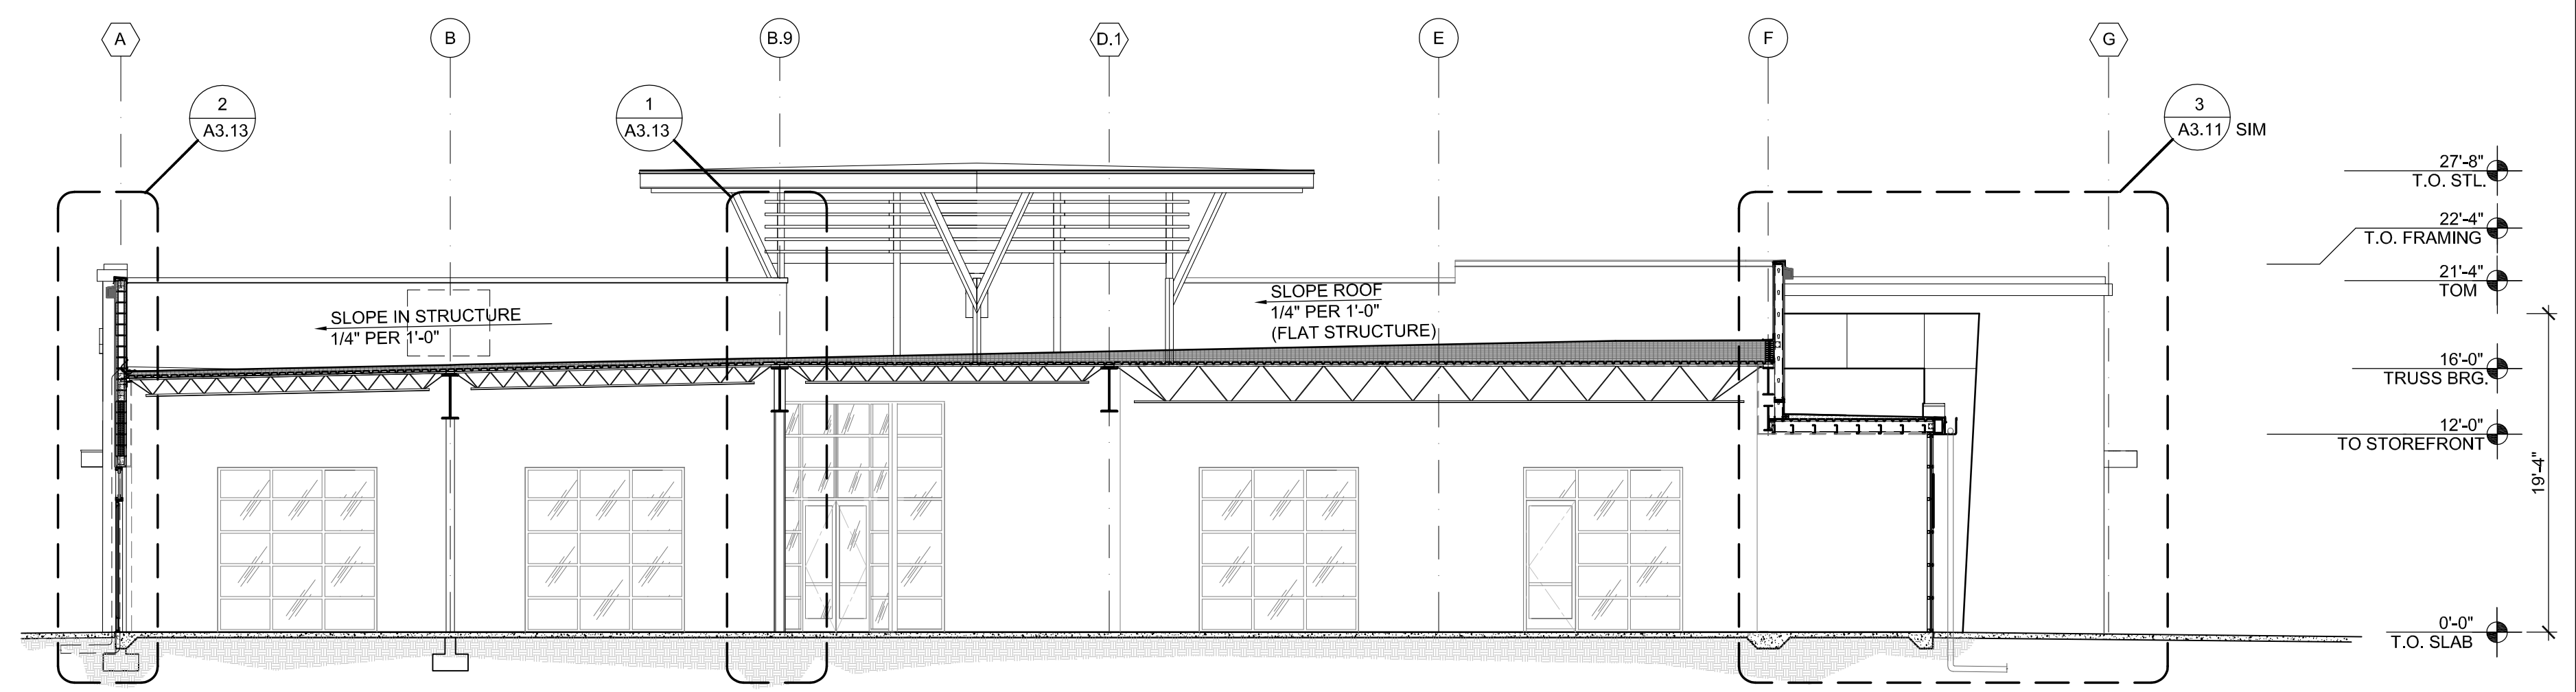 A
B
B.9
D.1
E
F
G
2
A3.13
1
A3.13
3
A3.11 SIM
27'-8"
T.O. STL.
22'-4"
T.O. FRAMING
21'-4"
TOM
SLOPE IN STRUCTURE
1/4" PER 1'-0"
SLOPE ROOF
1/4" PER 1'-0"
(FLAT STRUCTURE)
16'-0"
TRUSS BRG.
12'-0"
TO STOREFRONT
19'-4"
0'-0"
T.O. SLAB